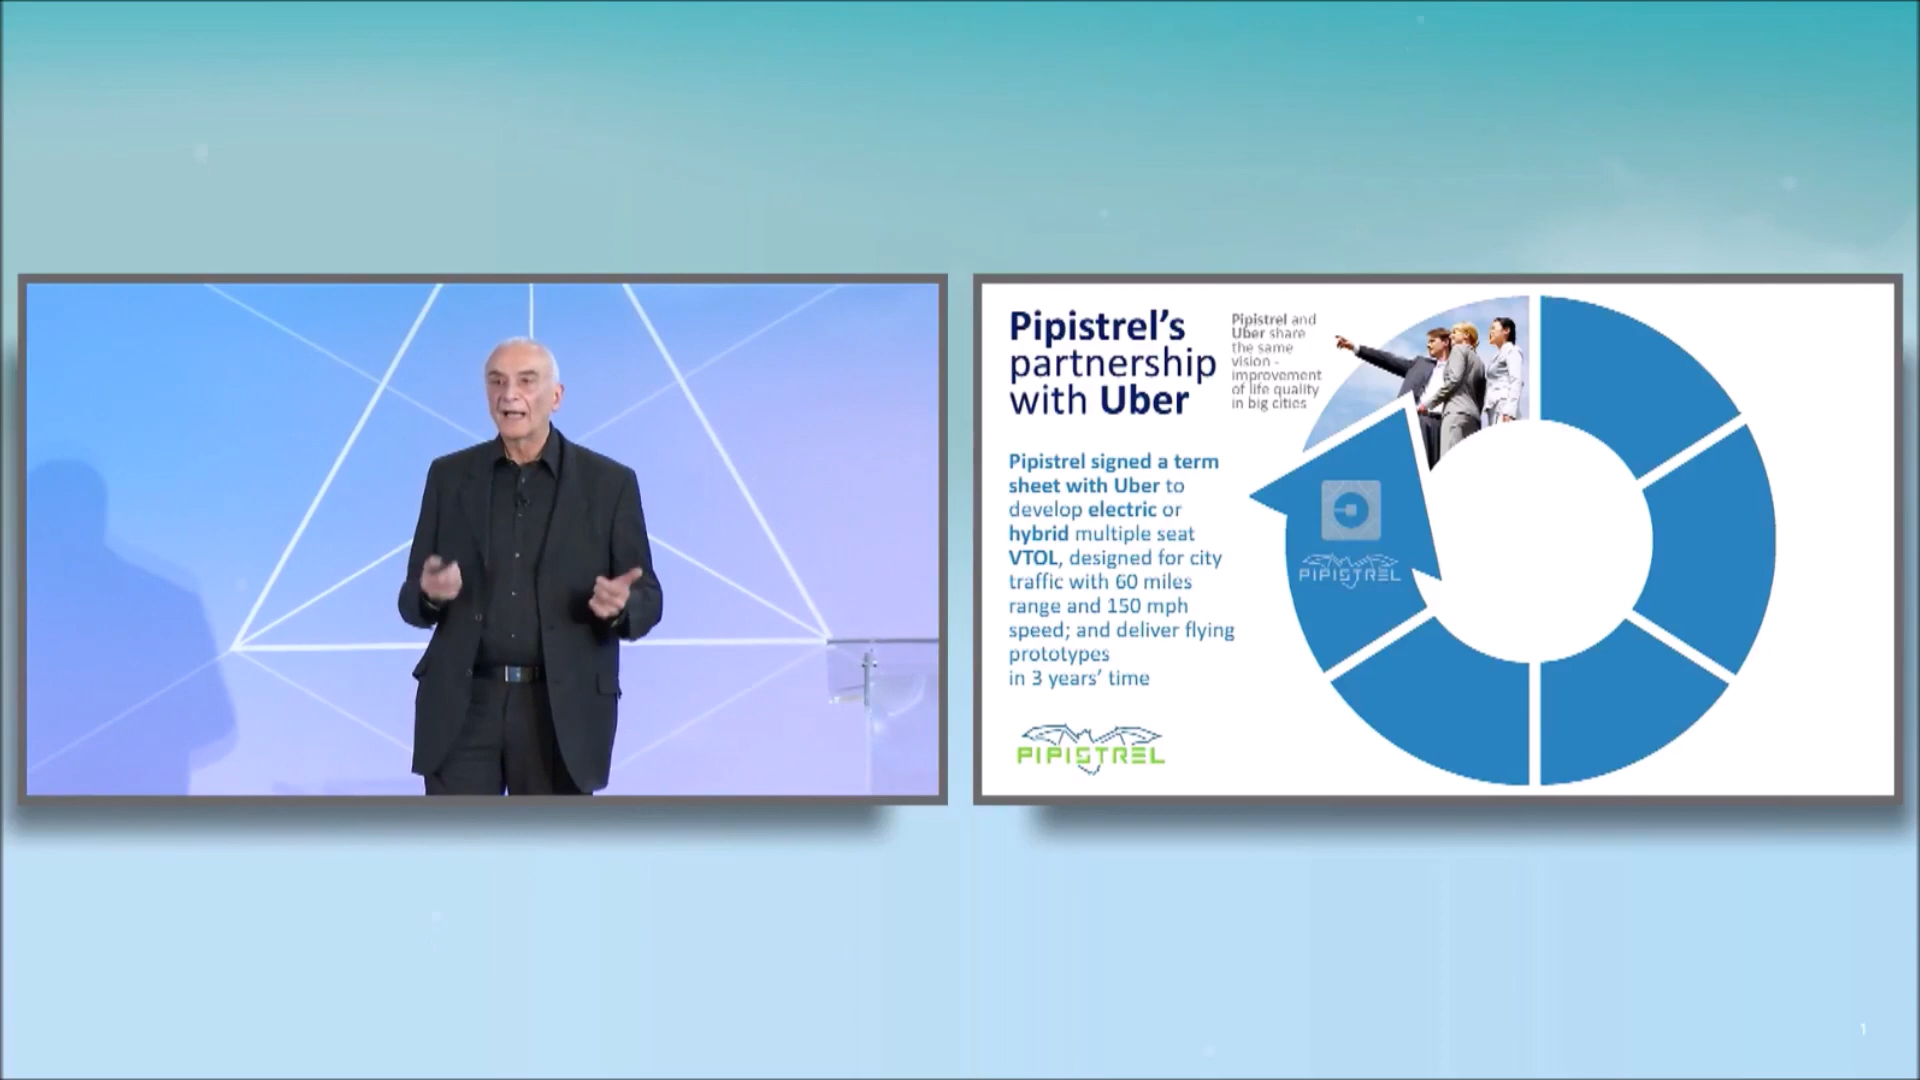 Pipistrel's
partnership
with Uber
Pipistrel and
Uber share
the same
vision -
improvement
of life quality
in big cities
Pipistrel signed a term
sheet with Uber to
develop electric or
hybrid multiple seat
VTOL, designed for city
traffic with 60 miles
range and 150 mph
speed; and deliver flying
prototypes
in 3 years' time
PIPISTREL
PIPISTREL
1